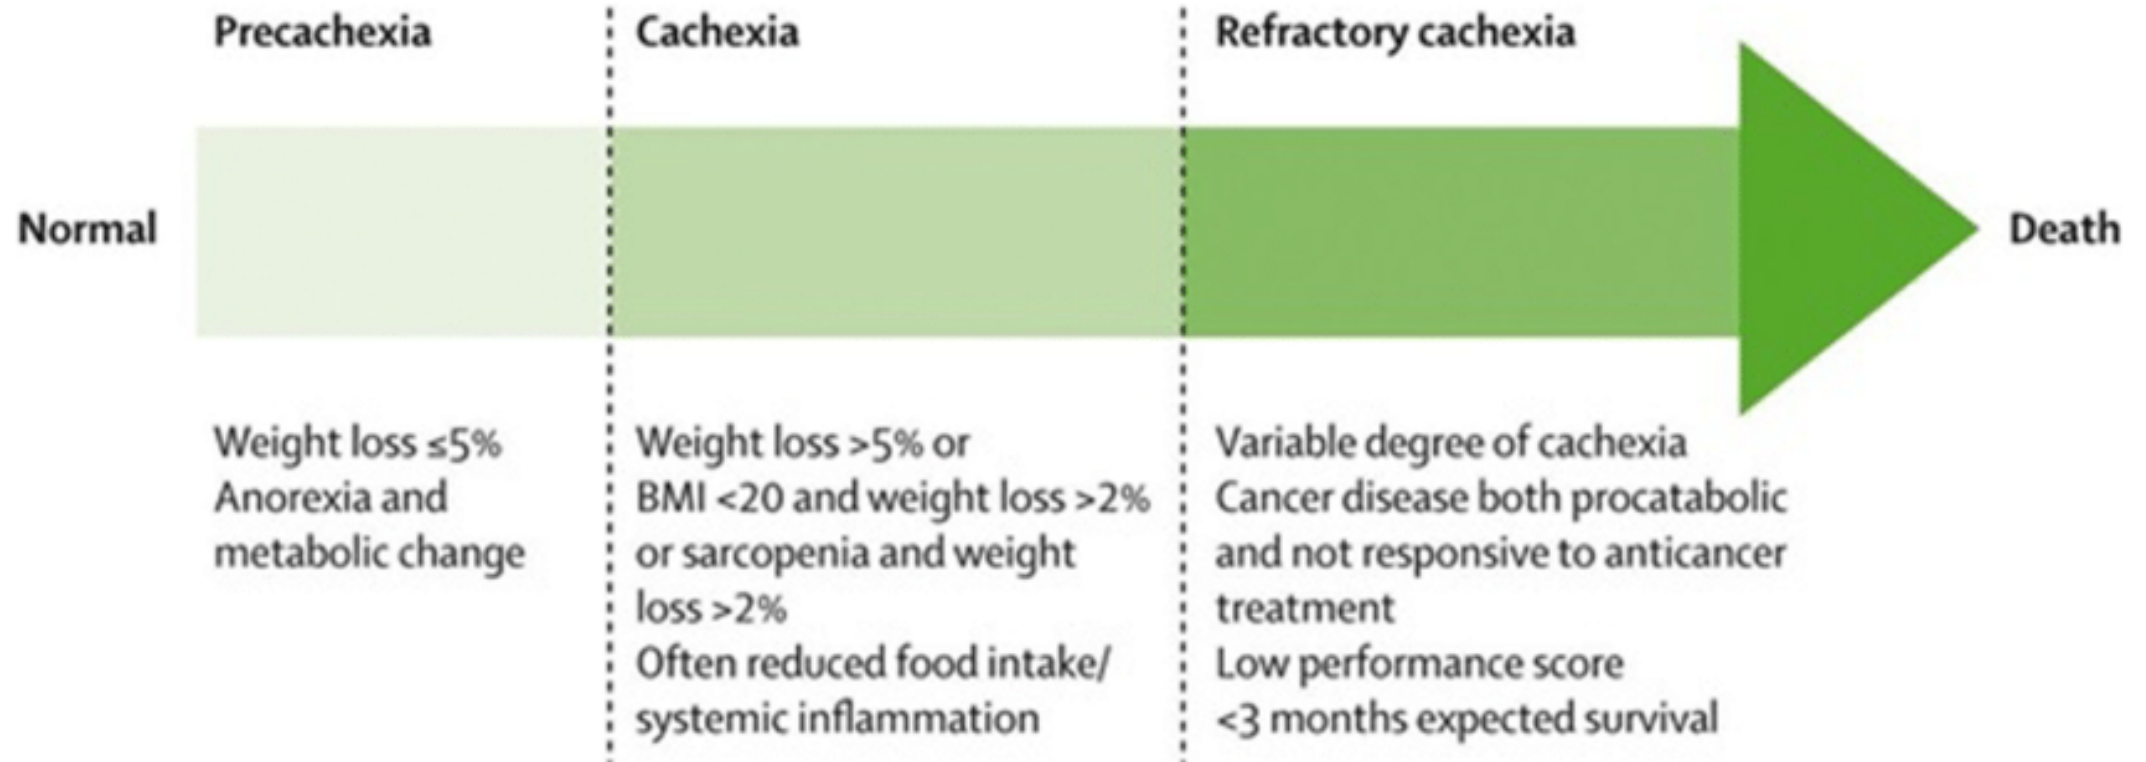 Precachexia
Cachexia
Refractory cachexia
Normal
Death
Weight loss ≤5%
Anorexia and
metabolic change
Weight loss >5% or
BMI <20 and weight loss >2%
or sarcopenia and weight
loss >2%
Often reduced food intake/
systemic inflammation
Variable degree of cachexia
Cancer disease both procatabolic
and not responsive to anticancer
treatment
Low performance score
<3 months expected survival